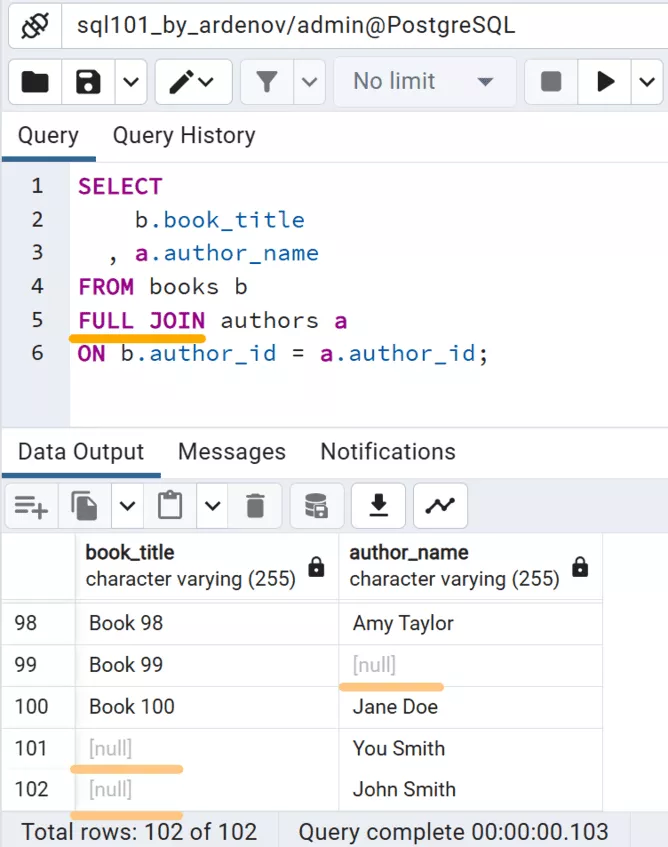 sql101_by_ardenov/admin@PostgreSQL
No limit
Query Query History
1 SELECT
2 b.book_title
3 , a.author_name
4 FROM books b
5 FULL JOIN authors a
6 ON b.author_id = a.author_id;
Data Output Messages Notifications
book_title author_name
character varying (255) character varying (255)
98 Book 98 Amy Taylor
99 Book 99 [null]
100 Book 100 Jane Doe
101 [null] You Smith
102 [null] John Smith
Total rows: 102 of 102 Query complete 00:00:00.103